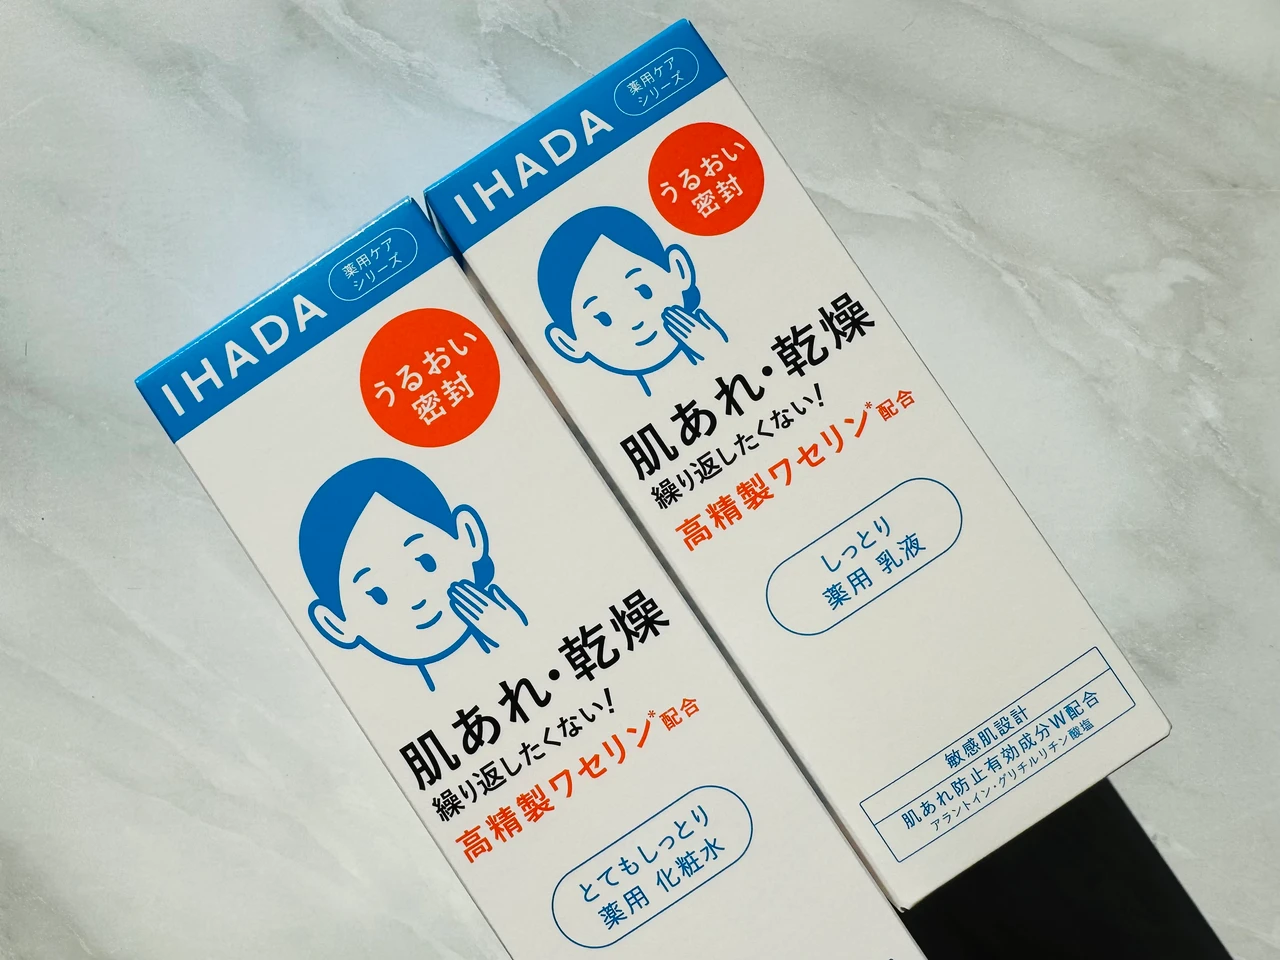 IHADA
薬用ケア
シリーズ
うるおい
密封
肌あれ・乾燥
繰り返したくない!
高精製ワセリン*配合
とてもしっとり
薬用 化粧水
IHADA
薬用ケア
シリーズ
うるおい
密封
肌あれ・乾燥
繰り返したくない!
高精製ワセリン*配合
しっとり
薬用 乳液
敏感肌設計
肌あれ防止有効成分W配合
アラントイン・グリチルリチン酸塩